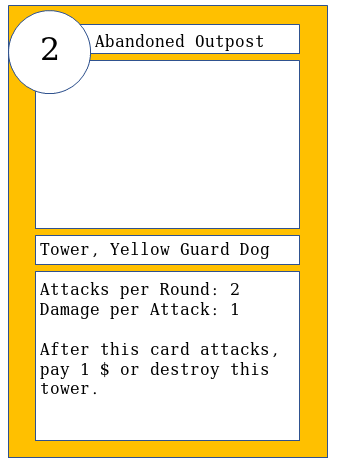 2
Abandoned Outpost
Tower, Yellow Guard Dog
Attacks per Round: 2
Damage per Attack: 1
After this card attacks,
pay 1 $ or destroy this
tower.